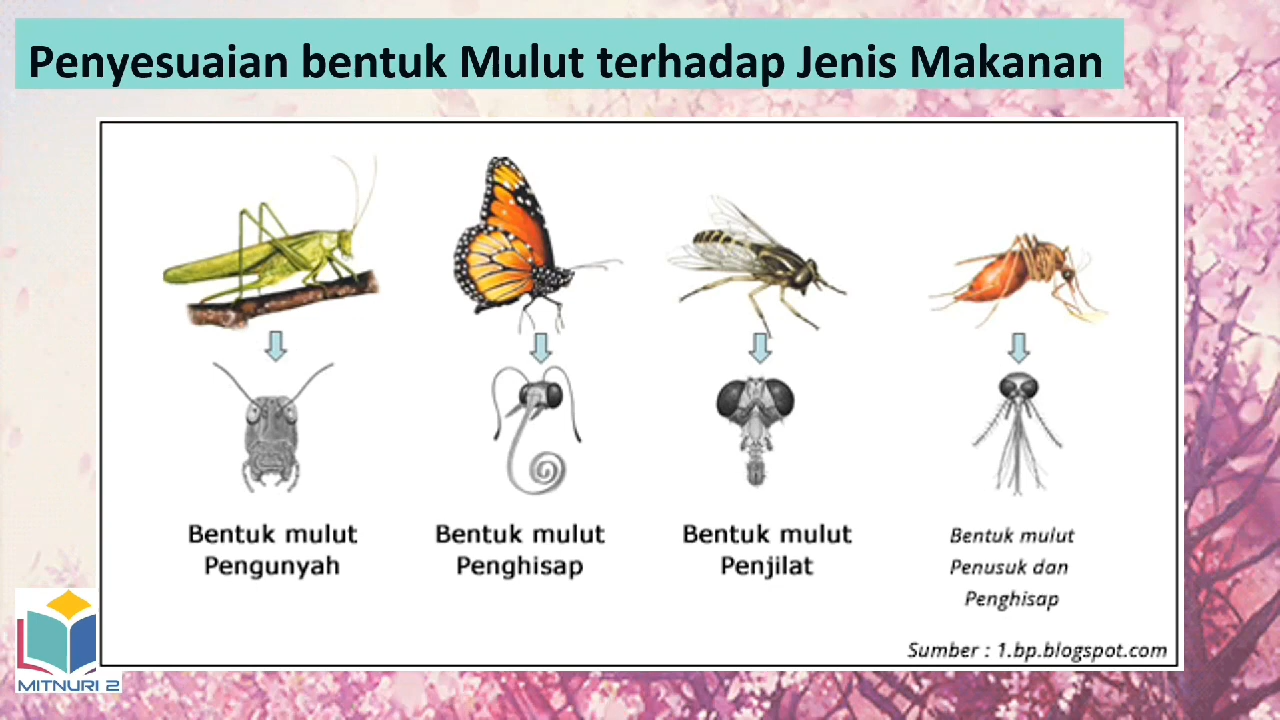 Penyesuaian bentuk Mulut terhadap Jenis Makanan
Bentuk mulut
Pengunyah
Bentuk mulut
Penghisap
Bentuk mulut
Penjilat
Bentuk mulut
Penusuk dan
Penghisap
Sumber : 1.bp.blogspot.com
MITNURI 2